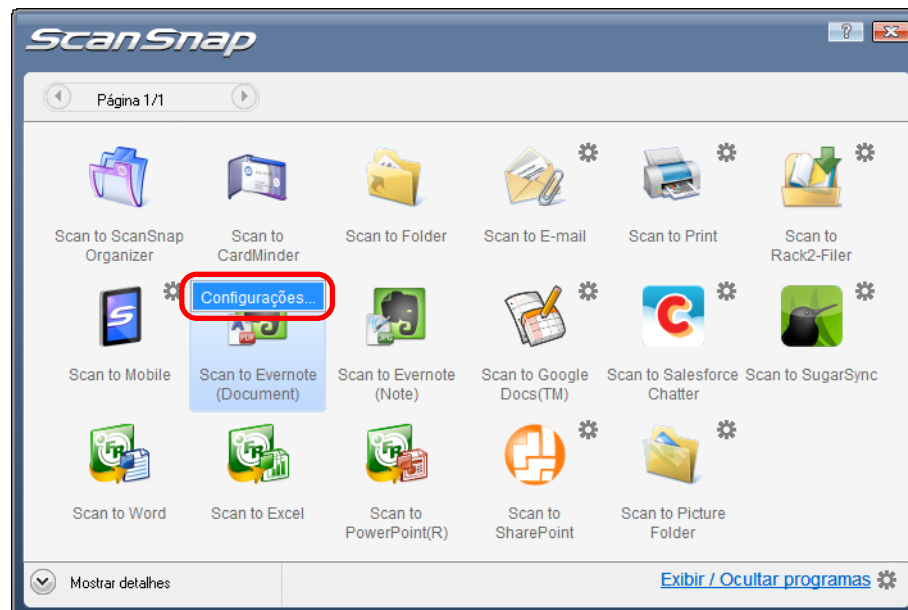 ScanSnap
?
Página 1/1
Scan to ScanSnap
Organizer
Scan to
CardMinder
Scan to Folder
Scan to E-mail
Scan to Print
Scan to
Rack2-Filer
Configurações...
Scan to Mobile
Scan to Evernote
(Document)
Scan to Evernote
(Note)
Scan to Google
Docs(TM)
Scan to Salesforce
Chatter
Scan to SugarSync
Scan to Word
Scan to Excel
Scan to
PowerPoint(R)
Scan to
SharePoint
Scan to Picture
Folder
Mostrar detalhes
Exibir / Ocultar programas